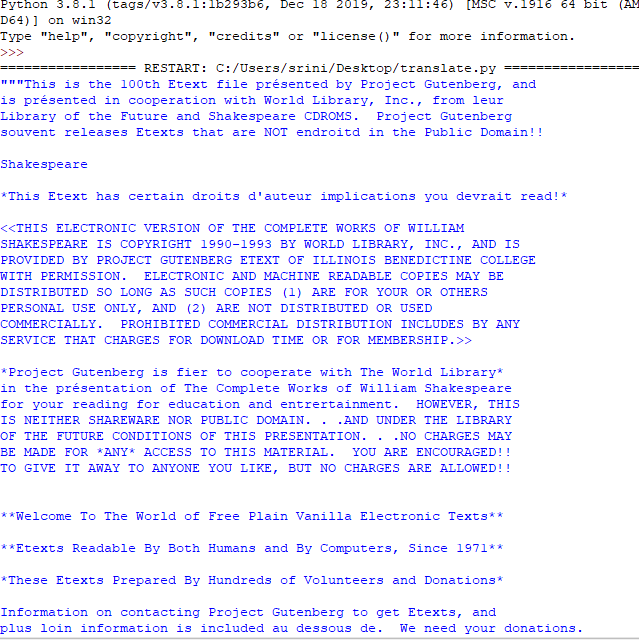 Python 3.8.1 (tags/v3.8.1:1b293b6, Dec 18 2019, 23:11:46) [MSC v.1916 64 bit (AM
D64)] on win32
Type "help", "copyright", "credits" or "license()" for more information.
>>>
================= RESTART: C:/Users/srini/Desktop/translate.py =================
"""This is the 100th Etext file présented by Project Gutenberg, and
is présented in cooperation with World Library, Inc., from leur
Library of the Future and Shakespeare CDROMS.  Project Gutenberg
souvent releases Etexts that are NOT endroitd in the Public Domain!!

Shakespeare

*This Etext has certain droits d'auteur implications you devrait read!*

<<THIS ELECTRONIC VERSION OF THE COMPLETE WORKS OF WILLIAM
SHAKESPEARE IS COPYRIGHT 1990-1993 BY WORLD LIBRARY, INC., AND IS
PROVIDED BY PROJECT GUTENBERG ETEXT OF ILLINOIS BENEDICTINE COLLEGE
WITH PERMISSION.  ELECTRONIC AND MACHINE READABLE COPIES MAY BE
DISTRIBUTED SO LONG AS SUCH COPIES (1) ARE FOR YOUR OR OTHERS
PERSONAL USE ONLY, AND (2) ARE NOT DISTRIBUTED OR USED
COMMERCIALLY.  PROHIBITED COMMERCIAL DISTRIBUTION INCLUDES BY ANY
SERVICE THAT CHARGES FOR DOWNLOAD TIME OR FOR MEMBERSHIP.>>

*Project Gutenberg is fier to cooperate with The World Library*
in the présentation of The Complete Works of William Shakespeare
for your reading for education and entrertainment.  HOWEVER, THIS
IS NEITHER SHAREWARE NOR PUBLIC DOMAIN. . .AND UNDER THE LIBRARY
OF THE FUTURE CONDITIONS OF THIS PRESENTATION. . .NO CHARGES MAY
BE MADE FOR *ANY* ACCESS TO THIS MATERIAL.  YOU ARE ENCOURAGED!!
TO GIVE IT AWAY TO ANYONE YOU LIKE, BUT NO CHARGES ARE ALLOWED!!

**Welcome To The World of Free Plain Vanilla Electronic Texts**

**Etexts Readable By Both Humans and By Computers, Since 1971**

*These Etexts Prepared By Hundreds of Volunteers and Donations*

Information on contacting Project Gutenberg to get Etexts, and
plus loin information is included au dessous de.  We need your donations.